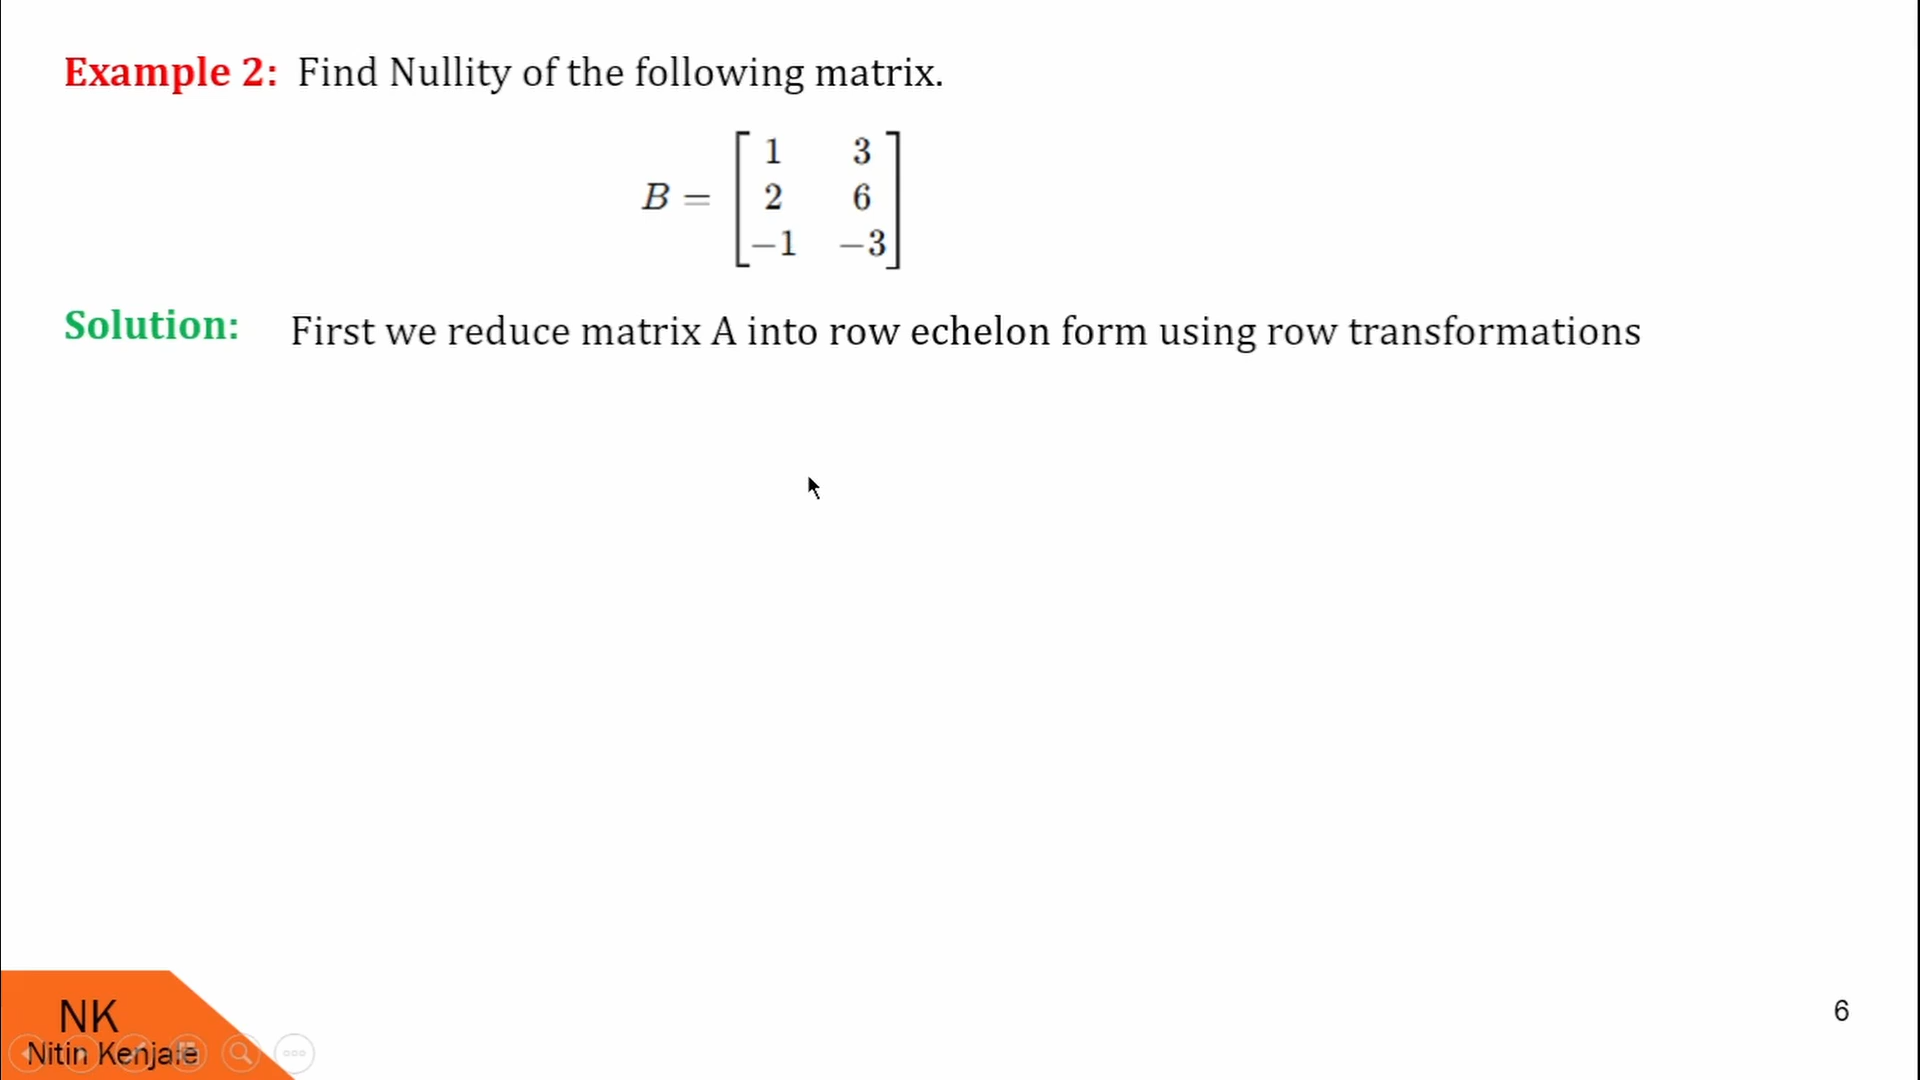 Example 2: Find Nullity of the following matrix.
B = [ 1 3
2 6
−1 −3 ]
Solution: First we reduce matrix A into row echelon form using row transformations
NK
Nitin Kenjale
6